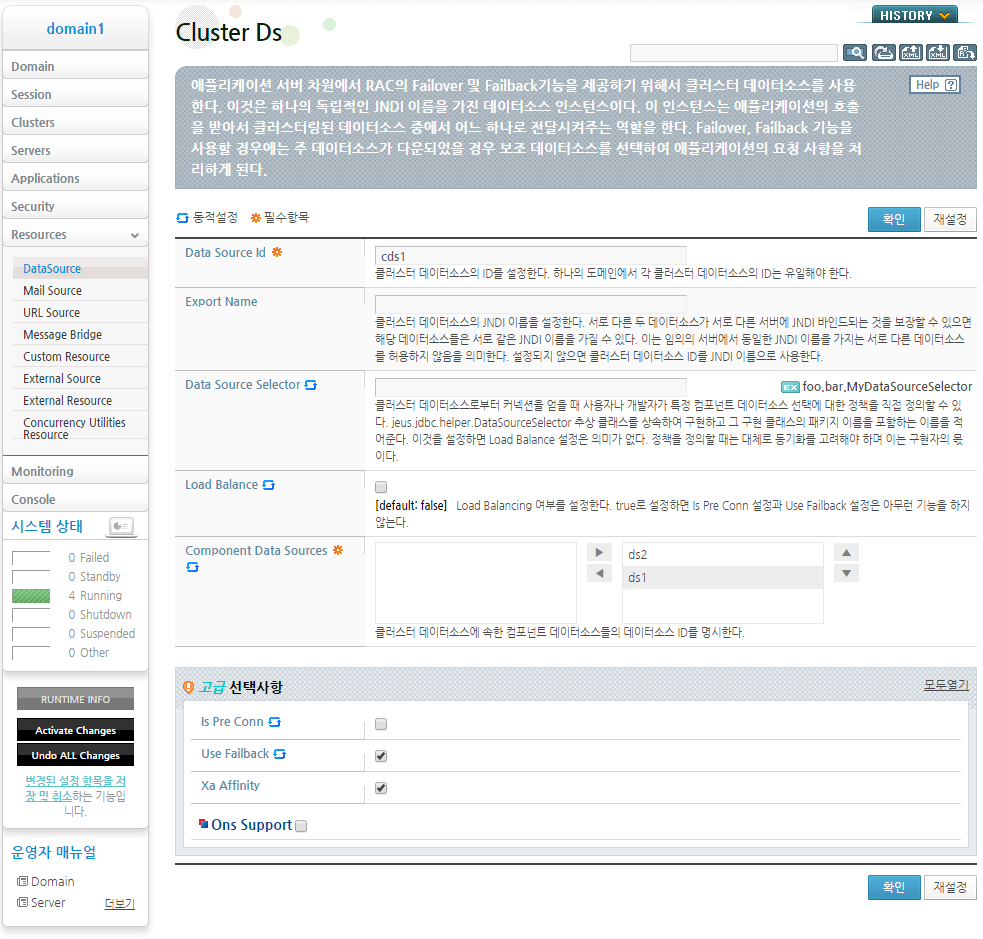 domain1
Domain
Session
Clusters
Servers
Applications
Security
Resources
DataSource
Mail Source
URL Source
Message Bridge
Custom Resource
External Source
External Resource
Concurrency Utilities
Resource
Monitoring
Console
시스템 상태
0 Failed
0 Standby
4 Running
0 Shutdown
0 Suspended
0 Other
RUNTIME INFO
Activate Changes
Undo ALL Changes
변경된 설정 항목을 저
장 및 취소하는 기능입
니다.
운영자 매뉴얼
Domain
Server 더보기
HISTORY
Cluster Ds
XML XML
애플리케이션 서버 차원에서 RAC의 Failover 및 Failback기능을 제공하기 위해서 클러스터 데이터소스를 사용
한다. 이것은 하나의 독립적인 JNDI 이름을 가진 데이터소스 인스턴스이다. 이 인스턴스는 애플리케이션의 호출
을 받아서 클러스터링된 데이터소스 중에서 어느 하나로 전달시켜주는 역할을 한다. Failover, Failback 기능을
사용할 경우에는 주 데이터소스가 다운되었을 경우 보조 데이터소스를 선택하여 애플리케이션의 요청 사항을 처
리하게 된다.
Help ?
동적설정 필수항목
확인 재설정
Data Source Id
cds1
클러스터 데이터소스의 ID를 설정한다. 하나의 도메인에서 각 클러스터 데이터소스의 ID는 유일해야 한다.
Export Name
클러스터 데이터소스의 JNDI 이름을 설정한다. 서로 다른 두 데이터소스가 서로 다른 서버에 JNDI 바인드되는 것을 보장할 수 있으면
해당 데이터소스들은 서로 같은 JNDI 이름을 가질 수 있다. 이는 임의의 서버에서 동일한 JNDI 이름을 가지는 서로 다른 데이터소스
를 허용하지 않음을 의미한다. 설정되지 않으면 클러스터 데이터소스 ID를 JNDI 이름으로 사용한다.
Data Source Selector
EX foo.bar.MyDataSourceSelector
클러스터 데이터소스로부터 커넥션을 얻을 때 사용자나 개발자가 특정 컴포넌트 데이터소스 선택에 대한 정책을 직접 정의할 수 있
다. jeus.jdbc.helper.DataSourceSelector 추상 클래스를 상속하여 구현하고 그 구현 클래스의 패키지 이름을 포함하는 이름을 적
어준다. 이것을 설정하면 Load Balance 설정은 의미가 없다. 정책을 정의할 때는 대체로 동기화를 고려해야 하며 이는 구현자의 몫
이다.
Load Balance
[default: false] Load Balancing 여부를 설정한다. true로 설정하면 Is Pre Conn 설정과 Use Failback 설정은 아무런 기능을 하지
않는다.
Component Data Sources
ds2
ds1
클러스터 데이터소스에 속한 컴포넌트 데이터소스들의 데이터소스 ID를 명시한다.
고급 선택사항 모두열기
Is Pre Conn
Use Failback
Xa Affinity
Ons Support
확인 재설정